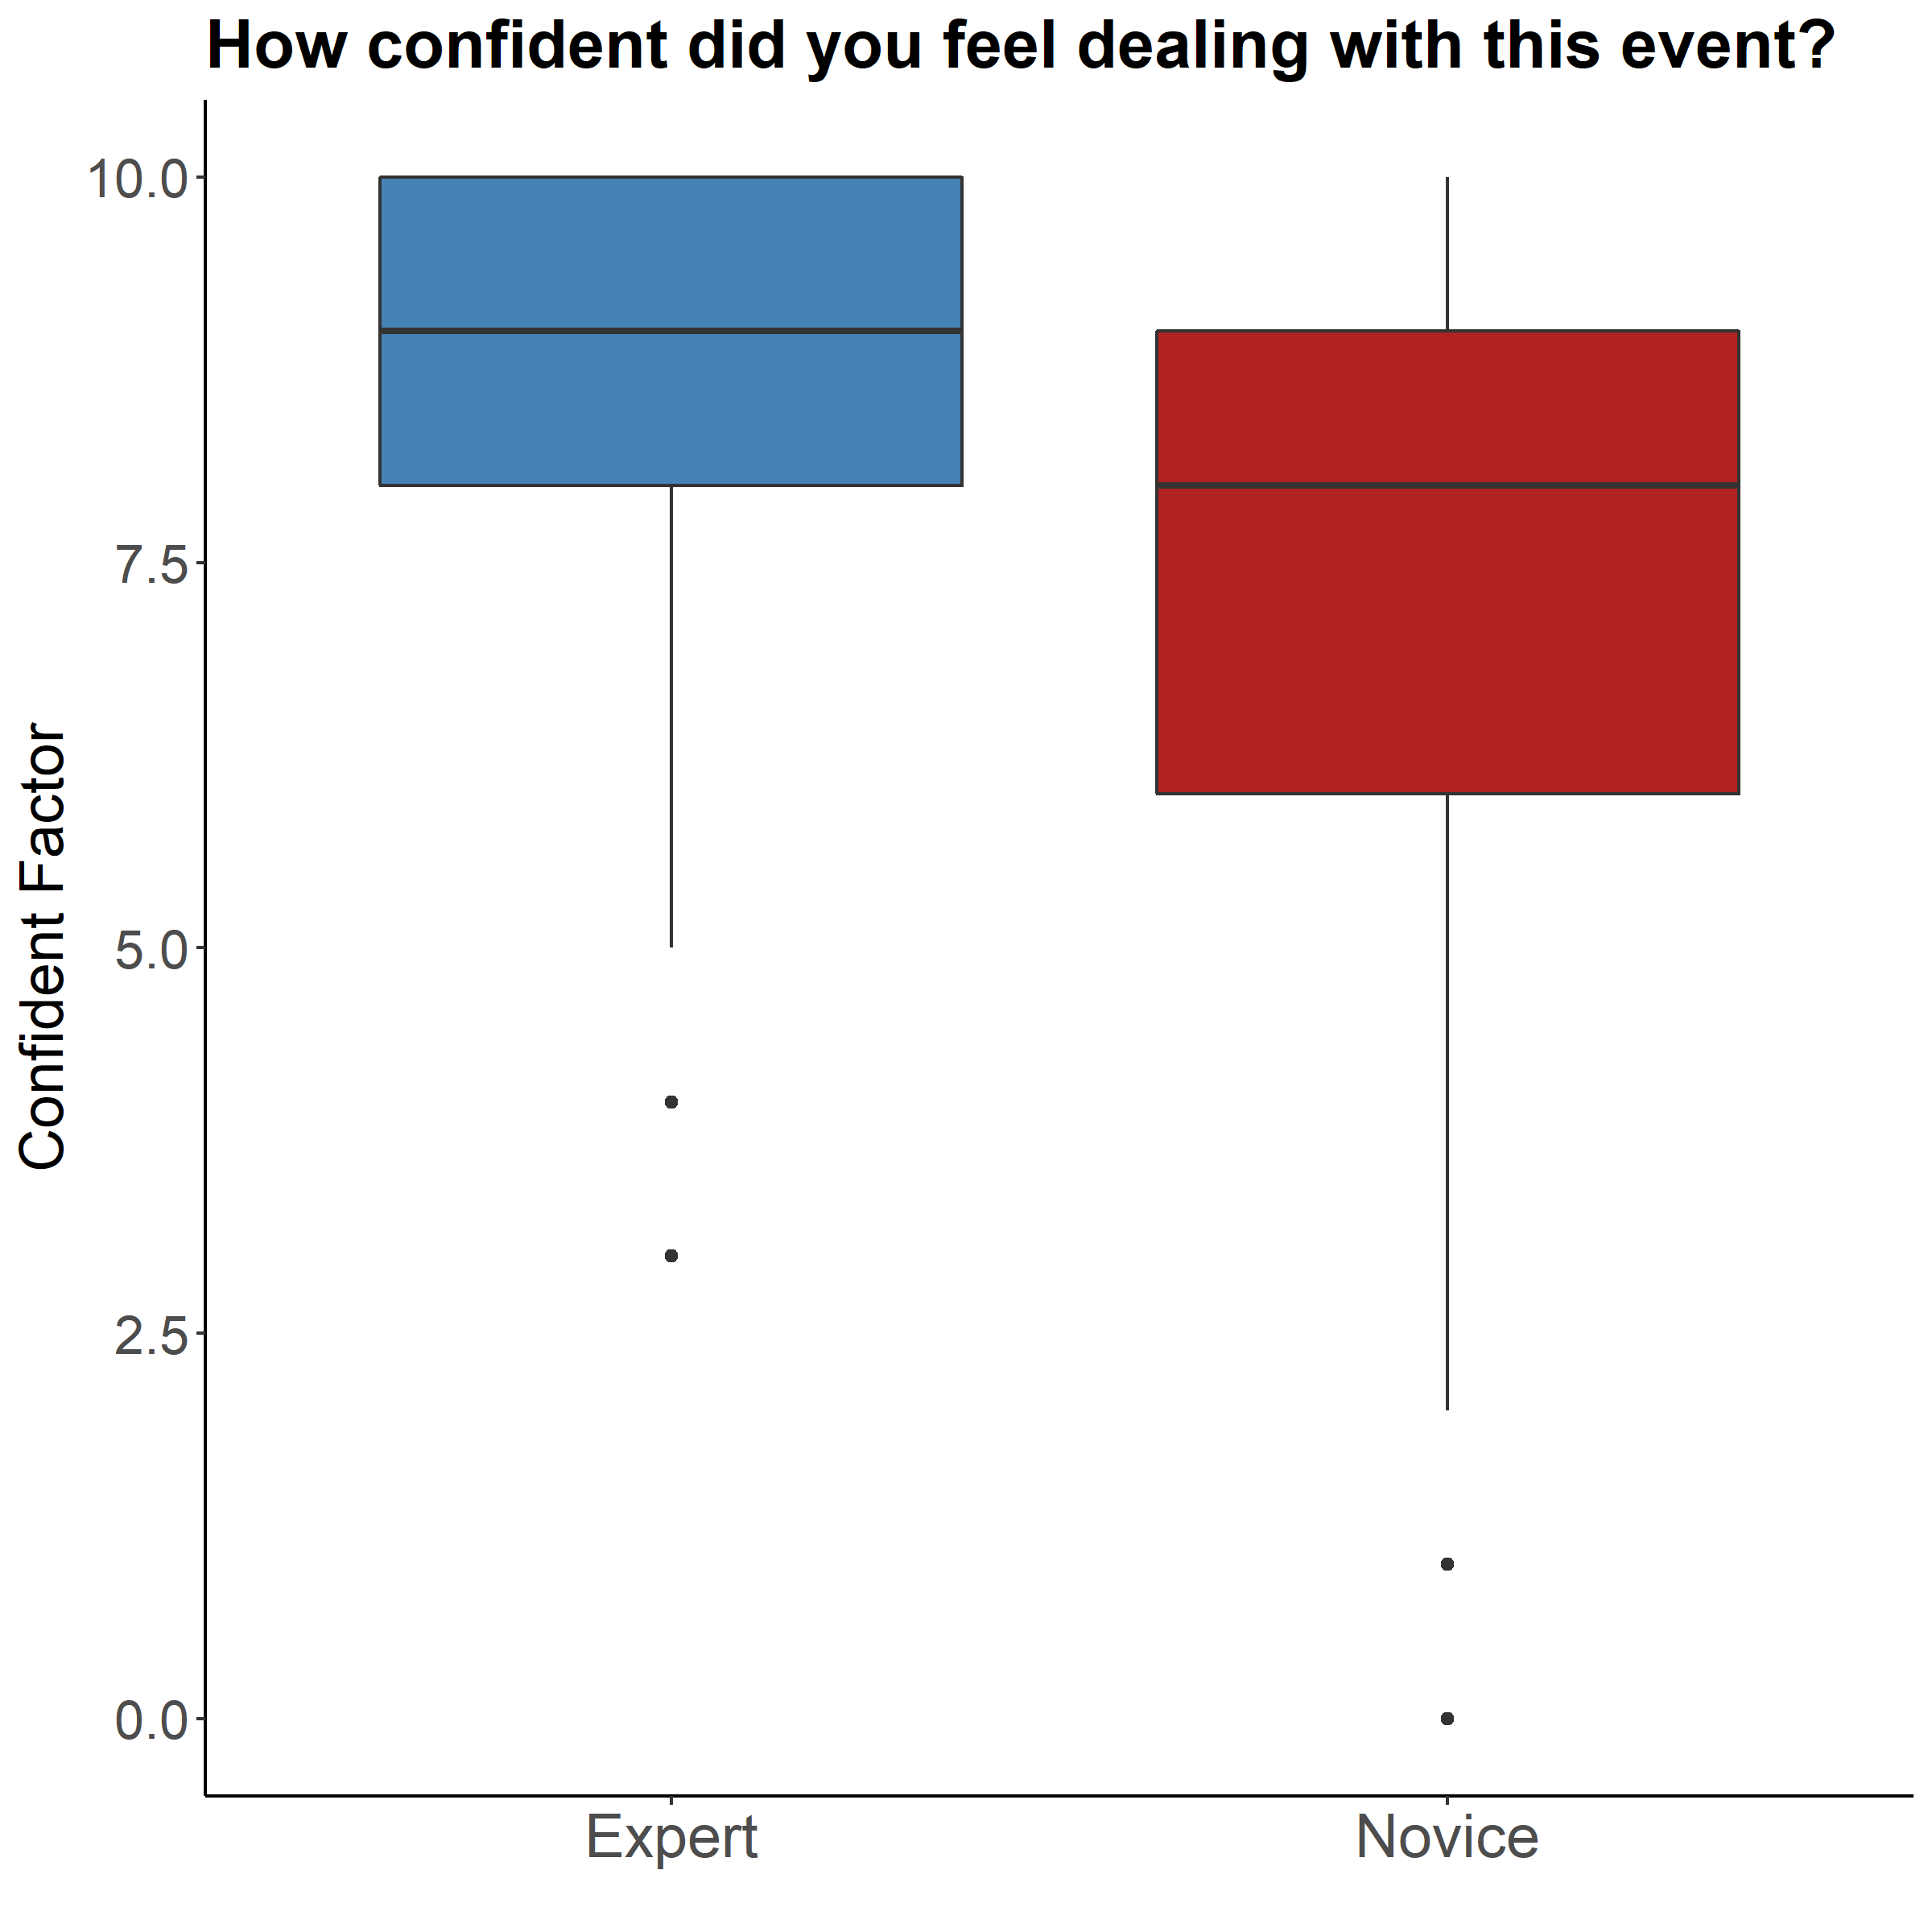 How confident did you feel dealing with this event?
Confident Factor
10.0
7.5
5.0
2.5
0.0
Expert
Novice